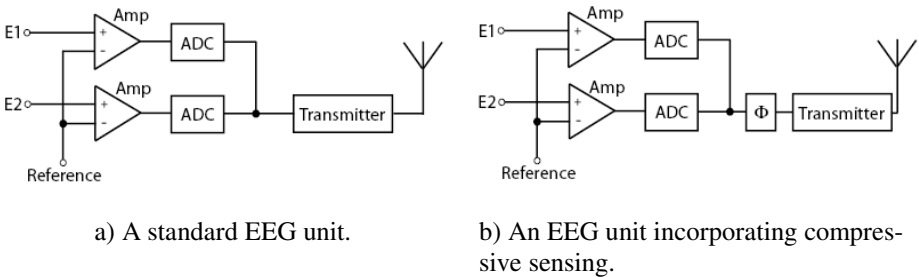 Amp
E1
+
-
ADC
Amp
E2
+
-
ADC
Transmitter
Reference
a) A standard EEG unit.
Amp
E1
+
-
ADC
Amp
E2
+
-
ADC
Φ
Transmitter
Reference
b) An EEG unit incorporating compres-
sive sensing.